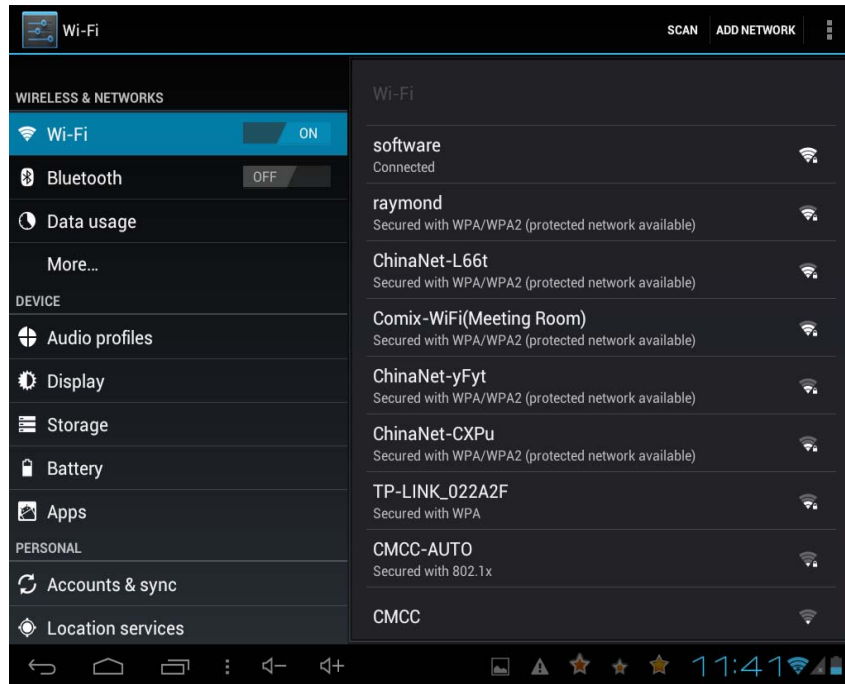 Wi-Fi
SCAN
ADD NETWORK
WIRELESS & NETWORKS
Wi-Fi
ON
Bluetooth
OFF
Data usage
More...
DEVICE
Audio profiles
Display
Storage
Battery
Apps
PERSONAL
Accounts & sync
Location services
Wi-Fi
software
Connected
raymond
Secured with WPA/WPA2 (protected network available)
ChinaNet-L66t
Secured with WPA/WPA2 (protected network available)
Comix-WiFi(Meeting Room)
Secured with WPA/WPA2 (protected network available)
ChinaNet-yFyt
Secured with WPA/WPA2 (protected network available)
ChinaNet-CXPu
Secured with WPA/WPA2 (protected network available)
TP-LINK_022A2F
Secured with WPA
CMCC-AUTO
Secured with 802.1x
CMCC
11:41